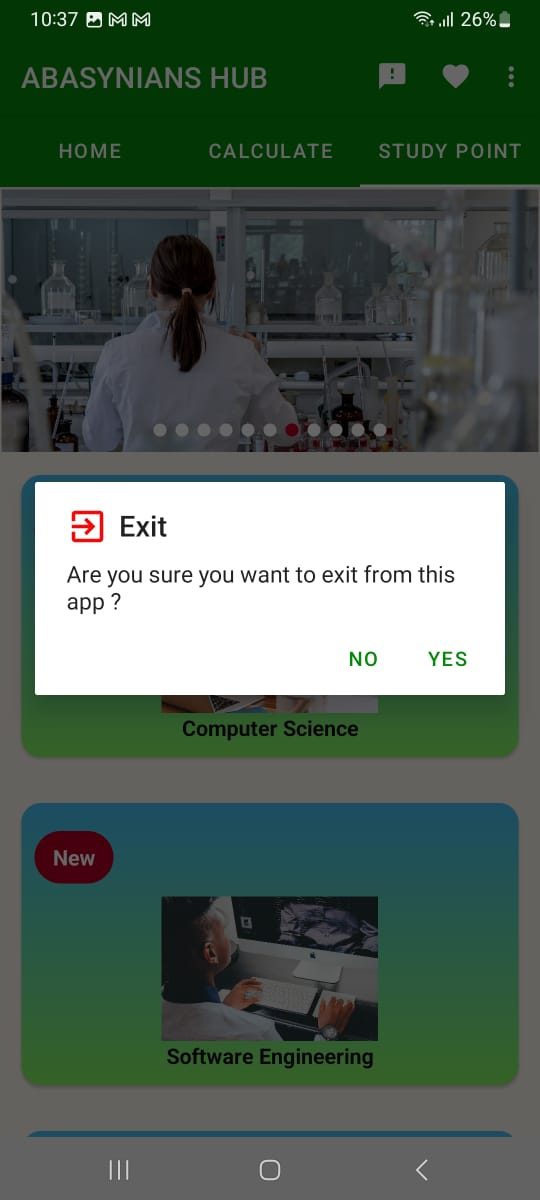 10:37 26%
ABASYNIANS HUB
HOME CALCULATE STUDY POINT
Exit
Are you sure you want to exit from this
app ?
NO YES
Computer Science
New
Software Engineering